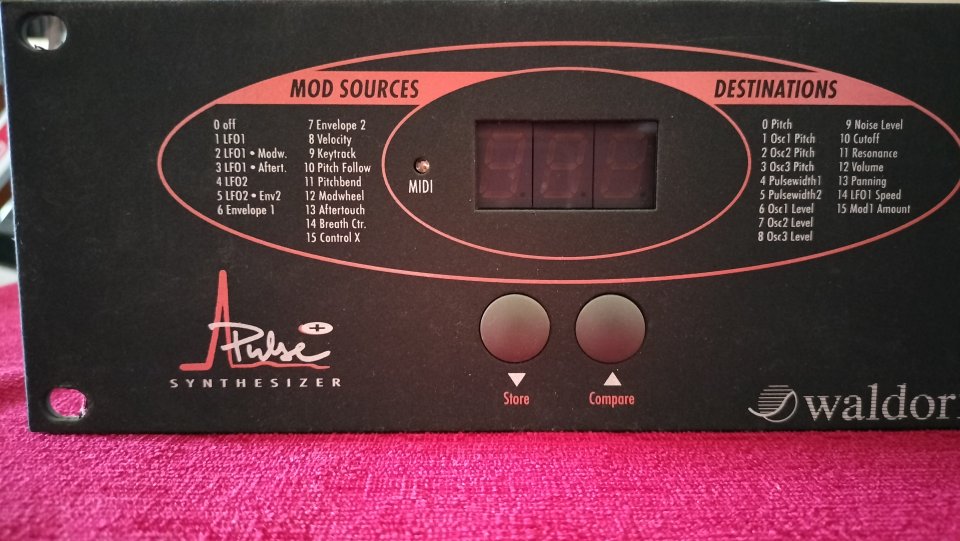 MOD SOURCES
0 off
1 LFO1
2 LFO1 • Modw.
3 LFO1 • Aftert.
4 LFO2
5 LFO2 • Env2
6 Envelope 1
7 Envelope 2
8 Velocity
9 Keytrack
10 Pitch Follow
11 Pitchbend
12 Modwheel
13 Aftertouch
14 Breath Ctr.
15 Control X
MIDI
DESTINATIONS
0 Pitch
1 Osc1 Pitch
2 Osc2 Pitch
3 Osc3 Pitch
4 Pulsewidth1
5 Pulsewidth2
6 Osc1 Level
7 Osc2 Level
8 Osc3 Level
9 Noise Level
10 Cutoff
11 Resonance
12 Volume
13 Panning
14 LFO1 Speed
15 Mod1 Amount
Pulse +
SYNTHESIZER
Store
Compare
waldor